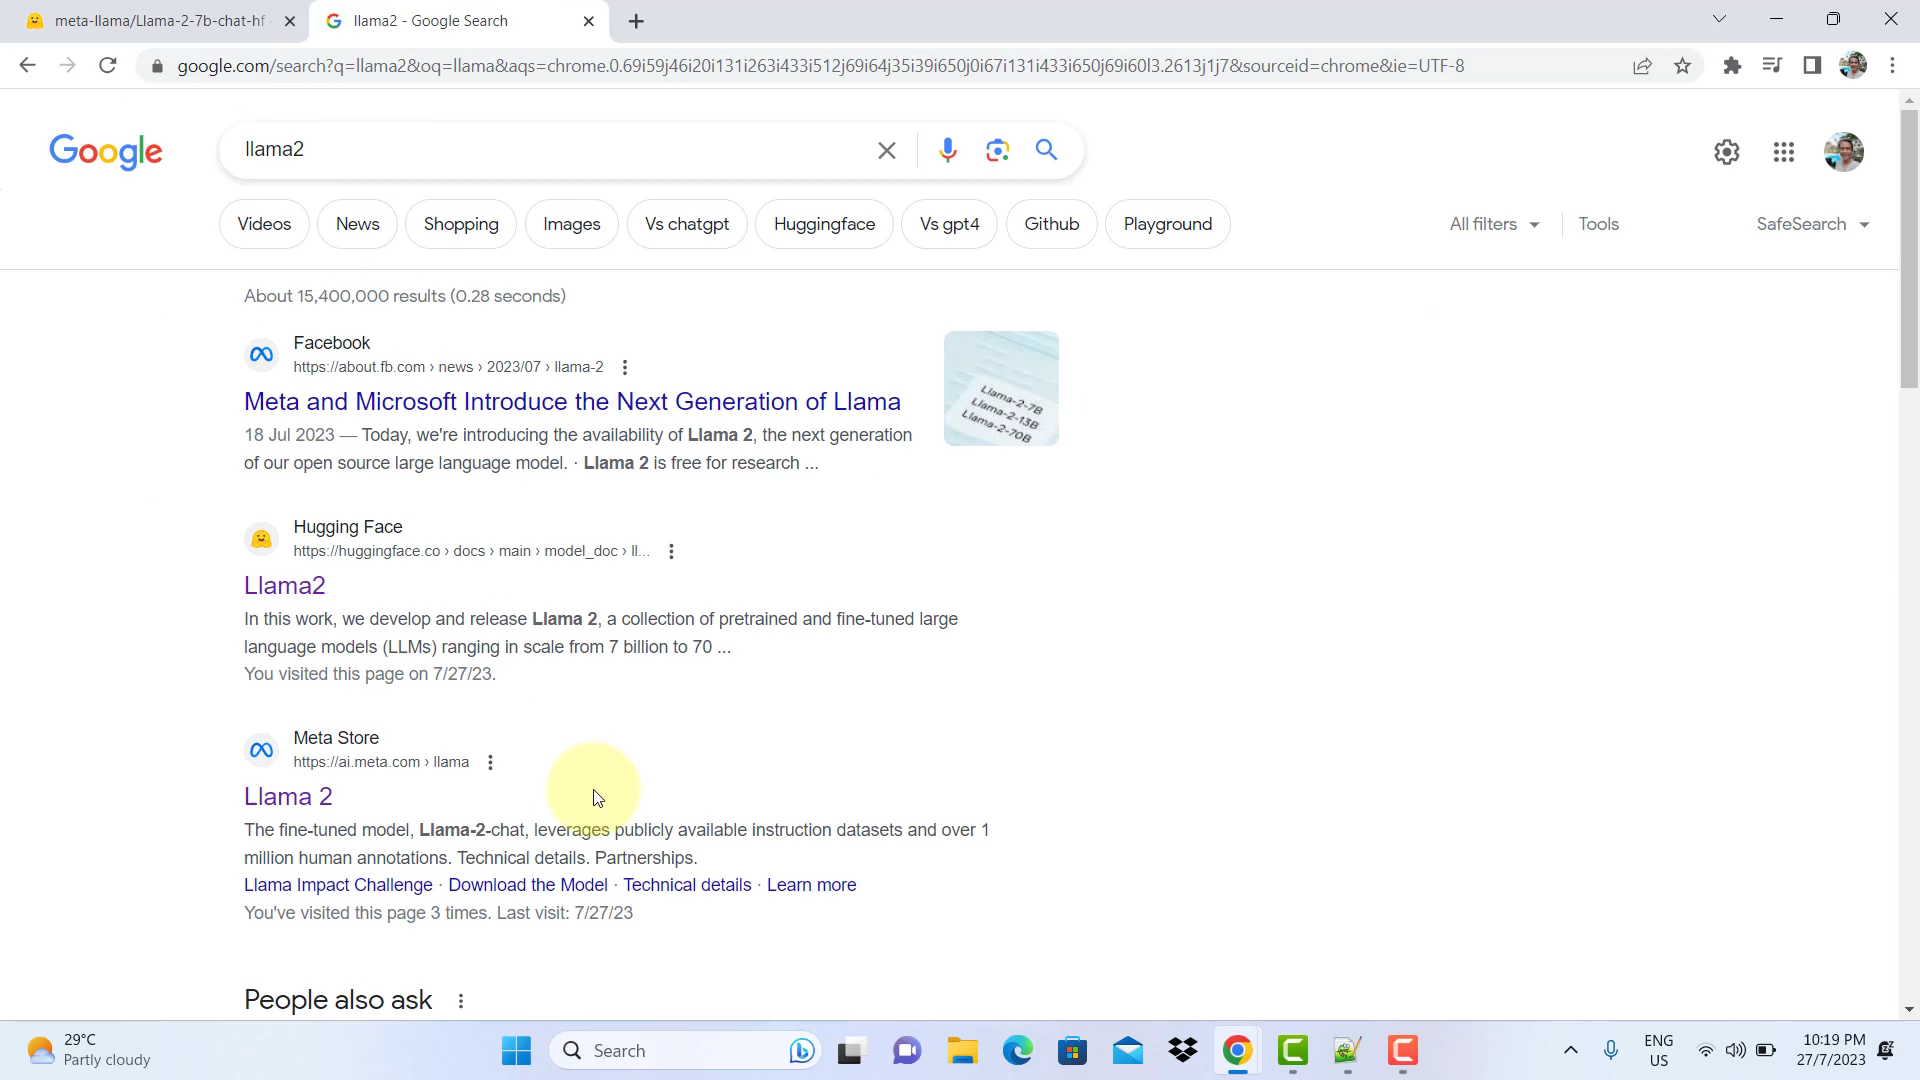 meta-llama/Llama-2-7b-chat-hf
llama2 - Google Search
google.com/search?q=llama2&oq=llama&aqs=chrome.0.69i59j46i20i131i263i433i512j69i64j35i39i650j0i67i131i433i650j69i60l3.2613j1j7&sourceid=chrome&ie=UTF-8
Google
llama2
Videos
News
Shopping
Images
Vs chatgpt
Huggingface
Vs gpt4
Github
Playground
All filters
Tools
SafeSearch
About 15,400,000 results (0.28 seconds)
Facebook
https://about.fb.com › news › 2023/07 › llama-2
Meta and Microsoft Introduce the Next Generation of Llama
18 Jul 2023 — Today, we're introducing the availability of Llama 2, the next generation
of our open source large language model. · Llama 2 is free for research ...
Llama-2-7B
Llama-2-13B
Llama-2-70B
Hugging Face
https://huggingface.co › docs › main › model_doc › ll...
Llama2
In this work, we develop and release Llama 2, a collection of pretrained and fine-tuned large
language models (LLMs) ranging in scale from 7 billion to 70 ...
You visited this page on 7/27/23.
Meta Store
https://ai.meta.com › llama
Llama 2
The fine-tuned model, Llama-2-chat, leverages publicly available instruction datasets and over 1
million human annotations. Technical details. Partnerships.
Llama Impact Challenge · Download the Model · Technical details · Learn more
You've visited this page 3 times. Last visit: 7/27/23
People also ask
29°C
Partly cloudy
Search
ENG
US
10:19 PM
27/7/2023